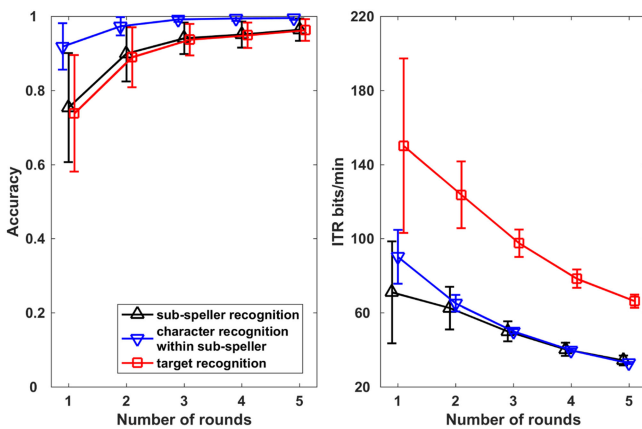 1
0.8
0.6
0.4
0.2
0
Accuracy
1 2 3 4 5
Number of rounds
sub-speller recognition
character recognition
within sub-speller
target recognition
220
180
140
100
60
20
ITR bits/min
1 2 3 4 5
Number of rounds